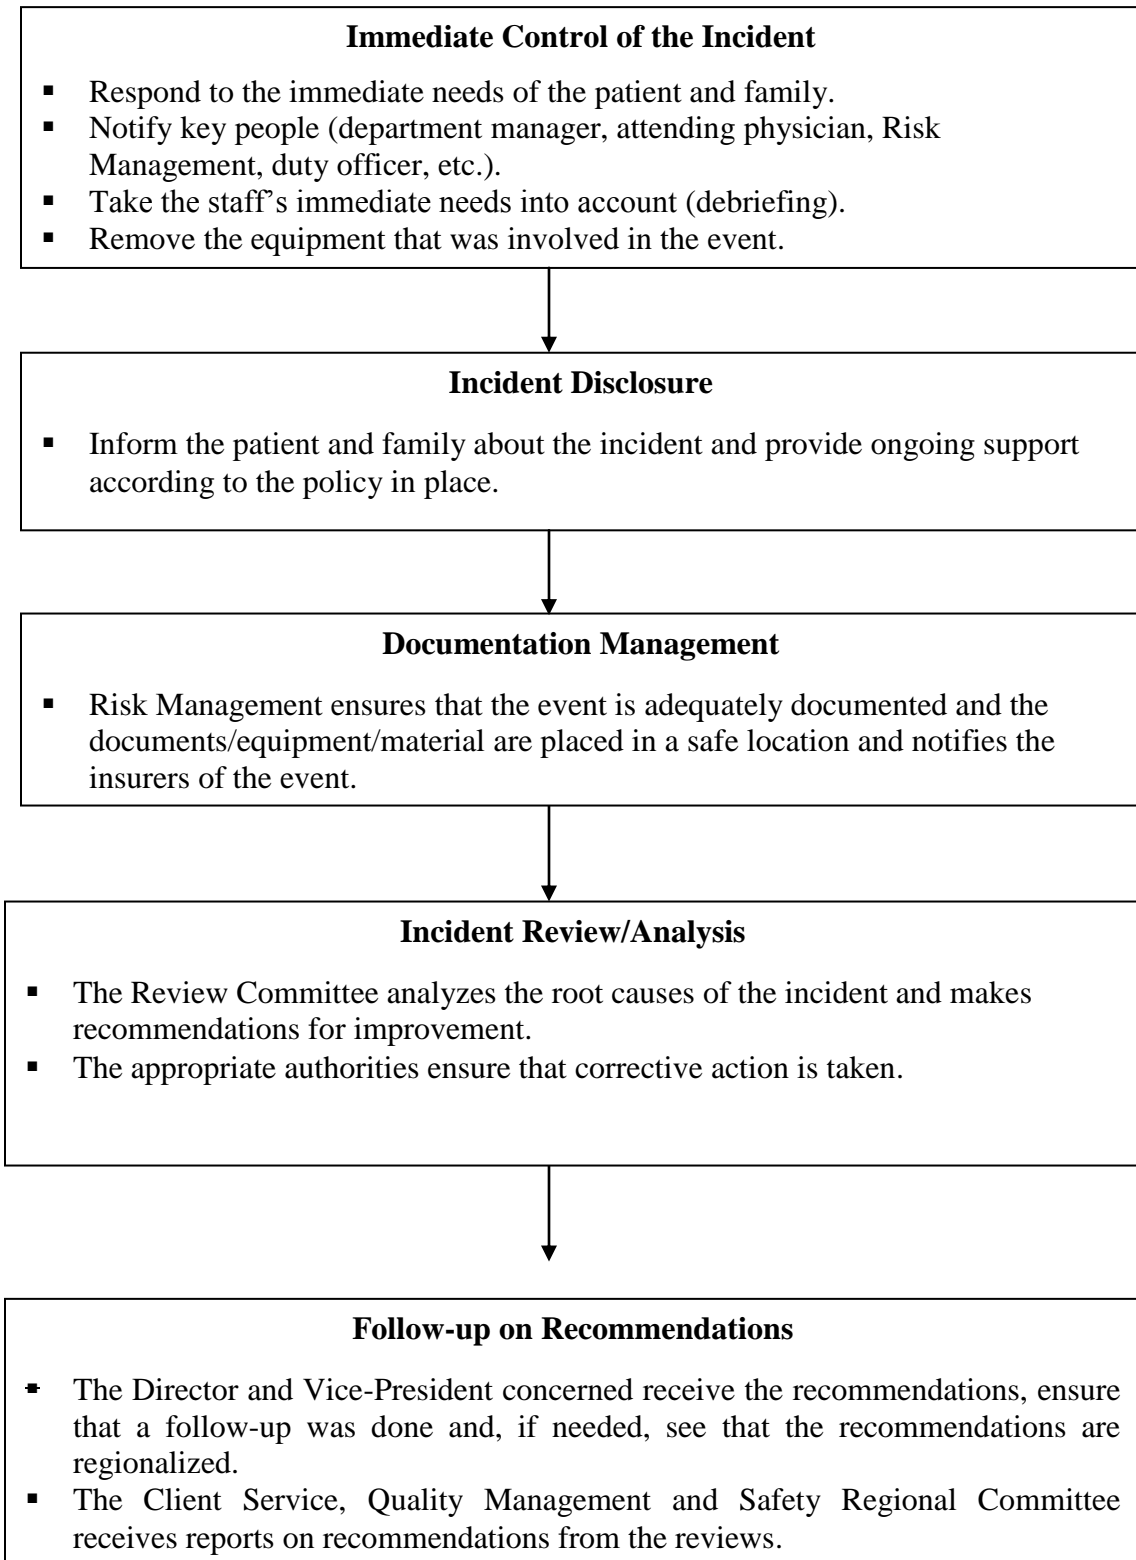 Immediate Control of the Incident
▪ Respond to the immediate needs of the patient and family.
▪ Notify key people (department manager, attending physician, Risk
Management, duty officer, etc.).
▪ Take the staff’s immediate needs into account (debriefing).
▪ Remove the equipment that was involved in the event.
Incident Disclosure
▪ Inform the patient and family about the incident and provide ongoing support
according to the policy in place.
Documentation Management
▪ Risk Management ensures that the event is adequately documented and the
documents/equipment/material are placed in a safe location and notifies the
insurers of the event.
Incident Review/Analysis
▪ The Review Committee analyzes the root causes of the incident and makes
recommendations for improvement.
▪ The appropriate authorities ensure that corrective action is taken.
Follow-up on Recommendations
▪ The Director and Vice-President concerned receive the recommendations, ensure
that a follow-up was done and, if needed, see that the recommendations are
regionalized.
▪ The Client Service, Quality Management and Safety Regional Committee
receives reports on recommendations from the reviews.